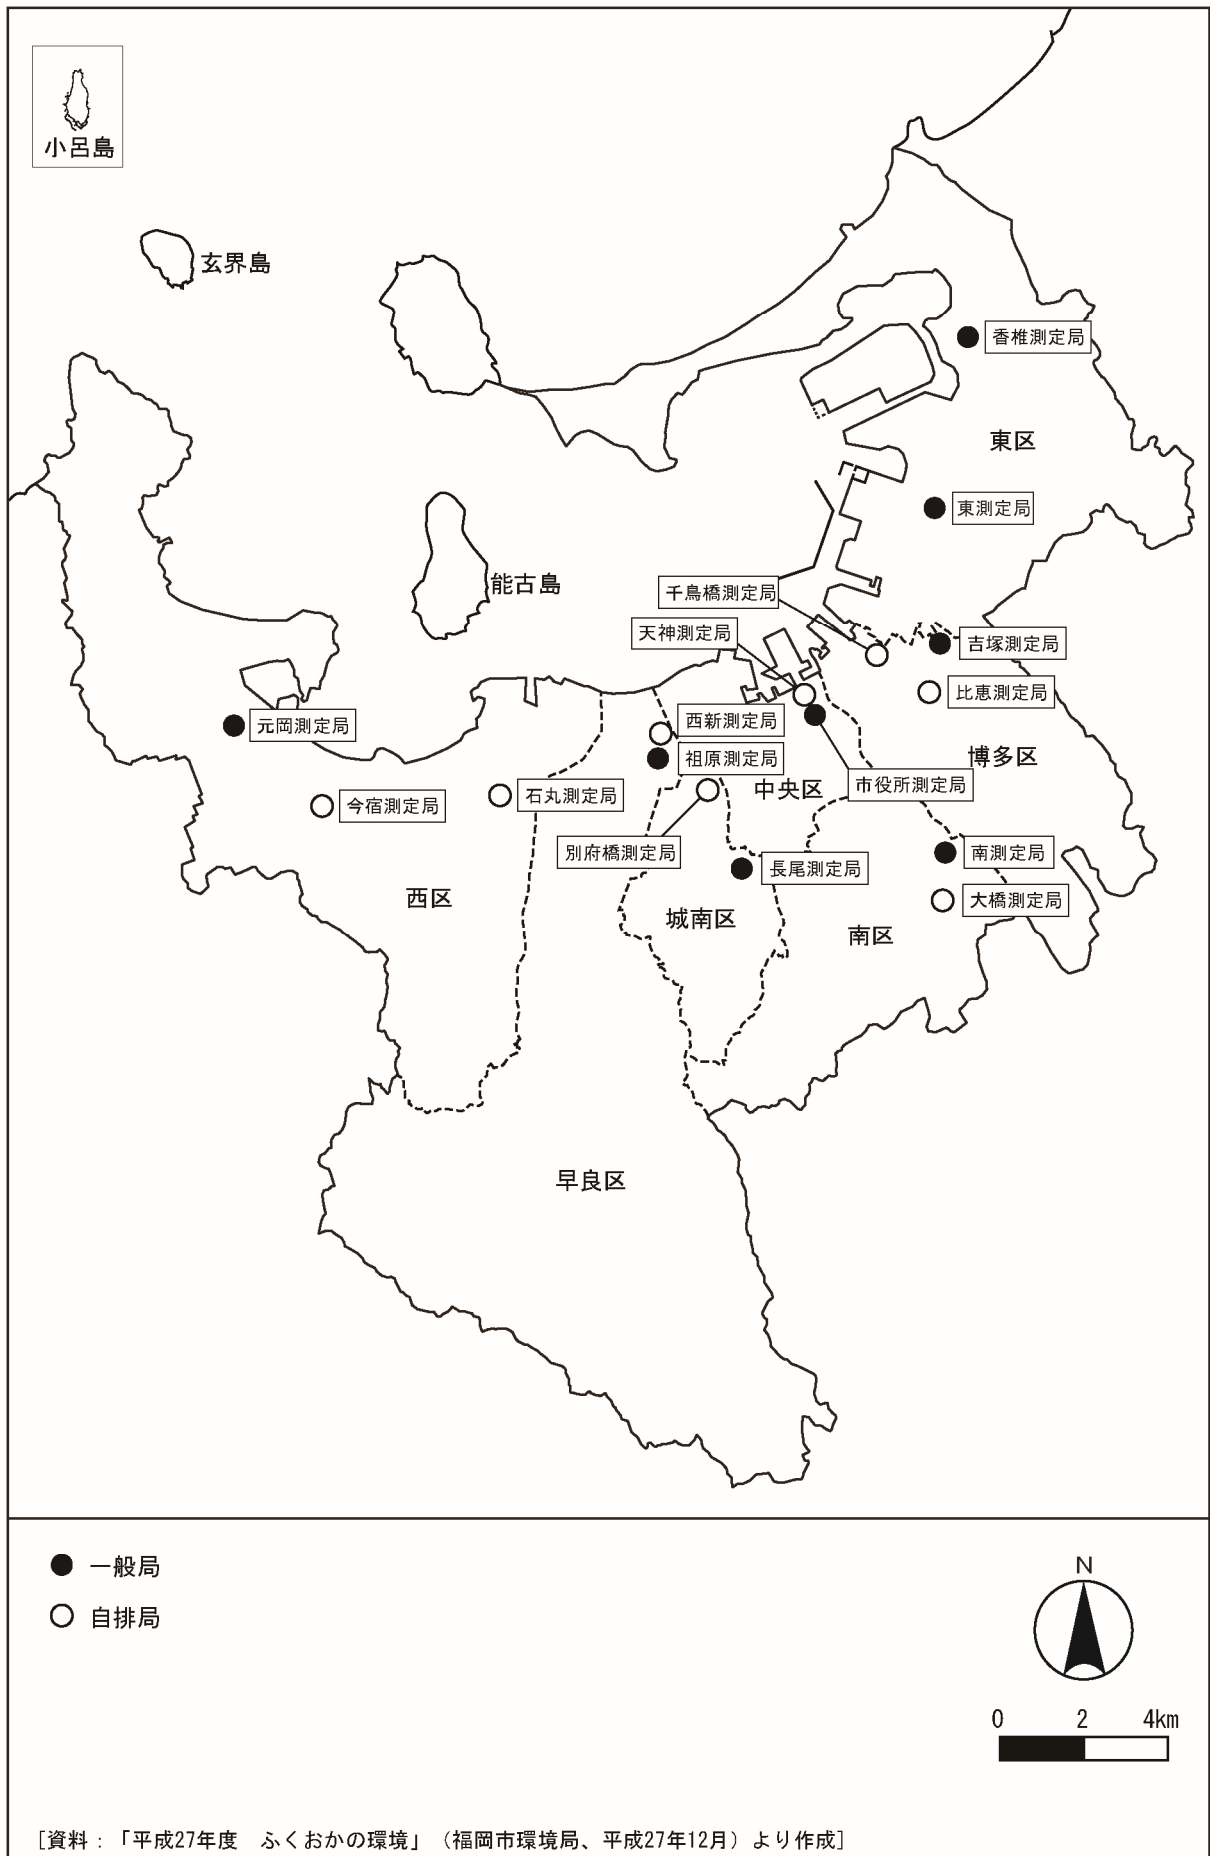 小呂島
玄界島
香椎測定局
東区
東測定局
能古島
千鳥橋測定局
天神測定局
吉塚測定局
比恵測定局
西新測定局
元岡測定局
祖原測定局
博多区
中央区
市役所測定局
石丸測定局
今宿測定局
別府橋測定局
南測定局
長尾測定局
西区
大橋測定局
城南区
南区
早良区
一般局
自排局
N
0 2 4km
[資料:「平成27年度 ふくおかの環境」(福岡市環境局、平成27年12月)より作成]